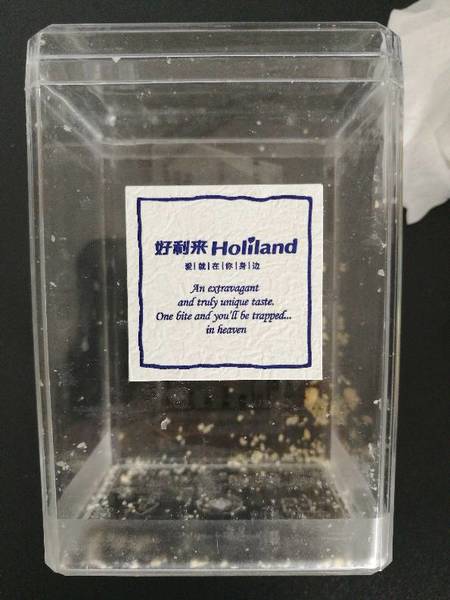 好利来 Holiland
爱|就|在|你|身|边
An extravagant
and truly unique taste.
One bite and you'll be trapped...
in heaven